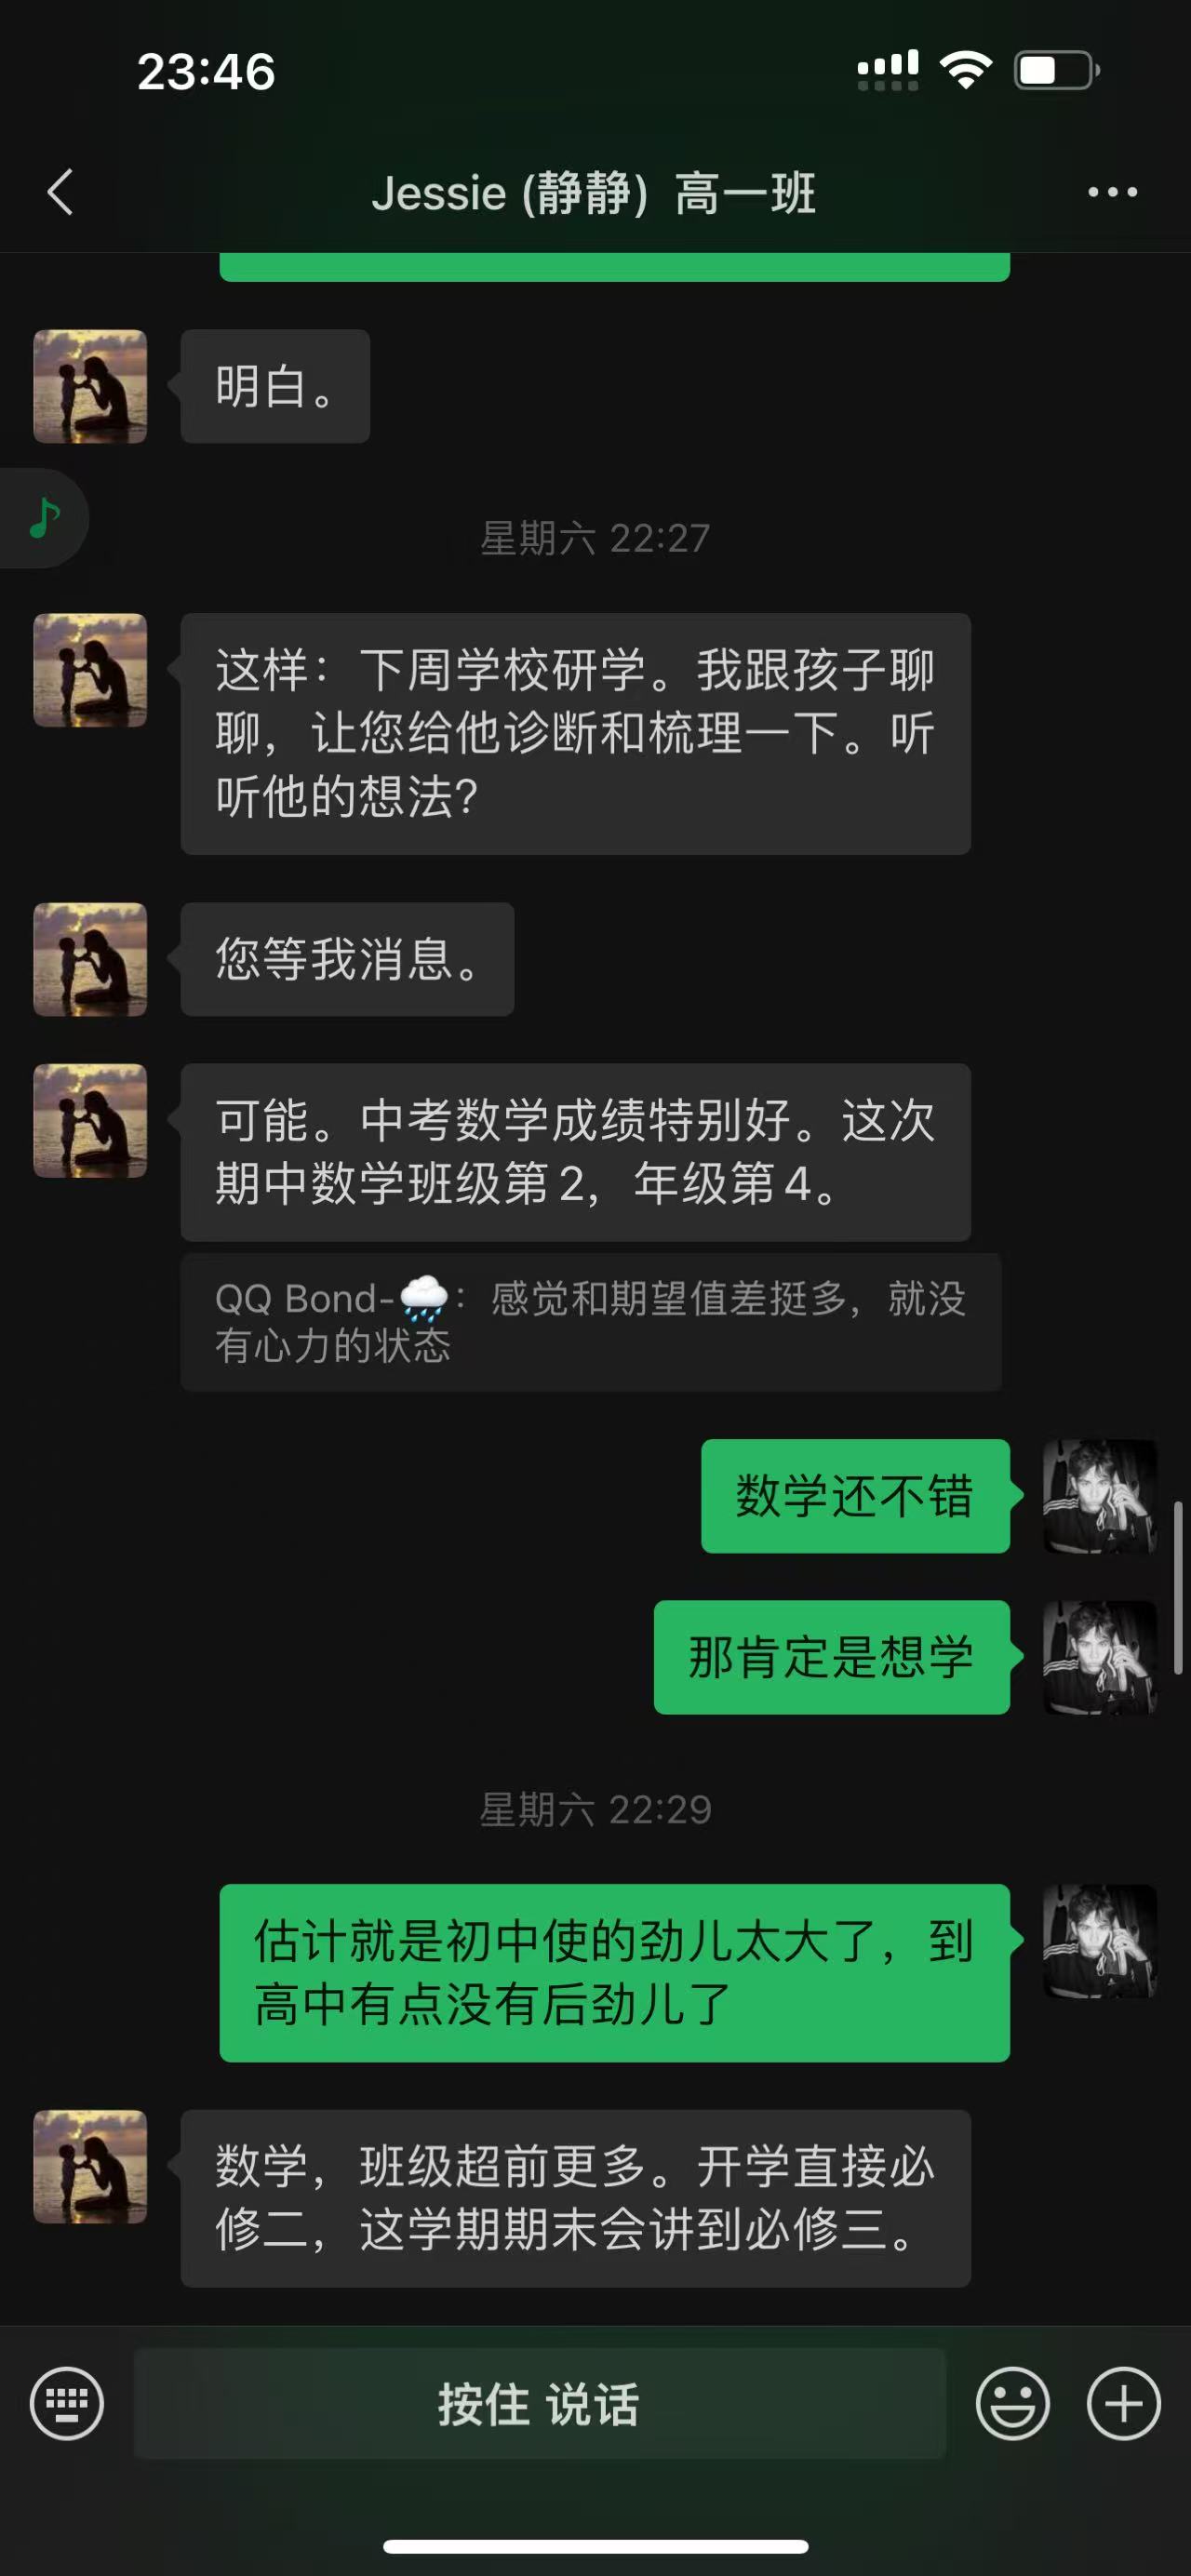 23:46
Jessie (静静) 高一班
明白。
星期六 22:27
这样：下周学校研学。我跟孩子聊
聊，让您给他诊断和梳理一下。听
听他的想法?
您等我消息。
可能。中考数学成绩特别好。这次
期中数学班级第2，年级第4。
QQ Bond-🌧️：感觉和期望值差挺多，就没
有心力的状态
数学还不错
那肯定是想学
星期六 22:29
估计就是初中使的劲儿太大了，到
高中有点没有后劲儿了
数学，班级超前更多。开学直接必
修二，这学期期末会讲到必修三。
按住 说话